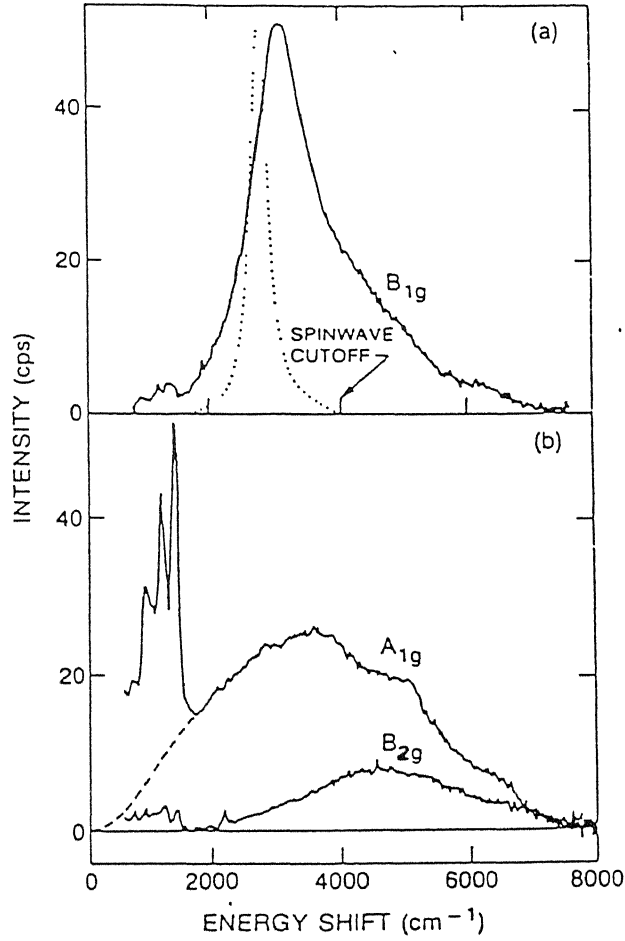 (a)
40
20
0
B1g
SPINWAVE
CUTOFF
INTENSITY (cps)
(b)
40
20
0
A1g
B2g
0 2000 4000 6000 8000
ENERGY SHIFT (cm−1)